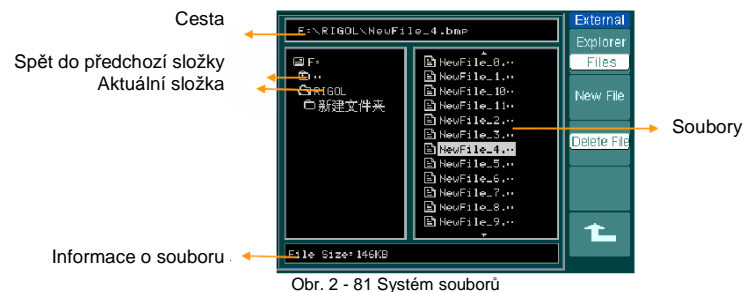 Cesta
Spět do předchozí složky
Aktuální složka
Informace o souboru
F:\RIGOL\NewFile_4.bmp
F:
..
RIGOL
新建文件夹
NewFile_0.··
NewFile_1.··
NewFile_10··
NewFile_11··
NewFile_2.··
NewFile_3.··
NewFile_4.··
NewFile_5.··
NewFile_6.··
NewFile_7.··
NewFile_8.··
NewFile_9.··
File Size:146KB
External
Explorer
Files
New File
Delete File
Soubory
Obr. 2 - 81 Systém souborů